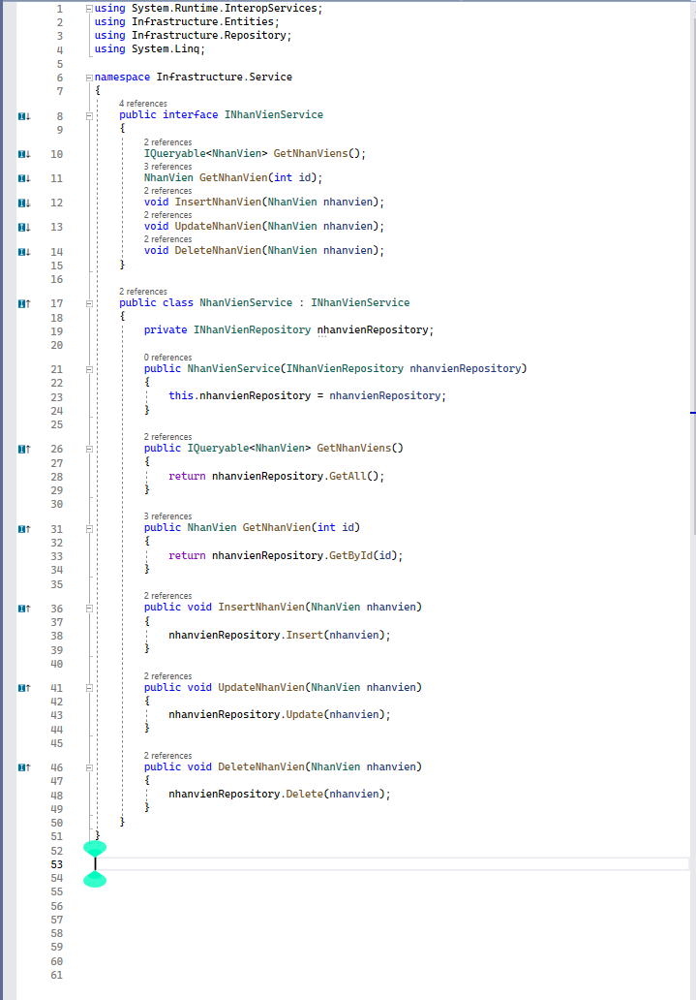 1 using System.Runtime.InteropServices;
2 using Infrastructure.Entities;
3 using Infrastructure.Repository;
4 using System.Linq;
5
6 namespace Infrastructure.Service
7 {
4 references
8 public interface INhanVienService
9 {
2 references
10 IQueryable<NhanVien> GetNhanViens();
3 references
11 NhanVien GetNhanVien(int id);
2 references
12 void InsertNhanVien(NhanVien nhanvien);
2 references
13 void UpdateNhanVien(NhanVien nhanvien);
2 references
14 void DeleteNhanVien(NhanVien nhanvien);
15 }
16
2 references
17 public class NhanVienService : INhanVienService
18 {
19 private INhanVienRepository nhanvienRepository;
20
0 references
21 public NhanVienService(INhanVienRepository nhanvienRepository)
22 {
23 this.nhanvienRepository = nhanvienRepository;
24 }
25
2 references
26 public IQueryable<NhanVien> GetNhanViens()
27 {
28 return nhanvienRepository.GetAll();
29 }
30
3 references
31 public NhanVien GetNhanVien(int id)
32 {
33 return nhanvienRepository.GetById(id);
34 }
35
2 references
36 public void InsertNhanVien(NhanVien nhanvien)
37 {
38 nhanvienRepository.Insert(nhanvien);
39 }
40
2 references
41 public void UpdateNhanVien(NhanVien nhanvien)
42 {
43 nhanvienRepository.Update(nhanvien);
44 }
45
2 references
46 public void DeleteNhanVien(NhanVien nhanvien)
47 {
48 nhanvienRepository.Delete(nhanvien);
49 }
50 }
51 }
52
53
54
55
56
57
58
59
60
61